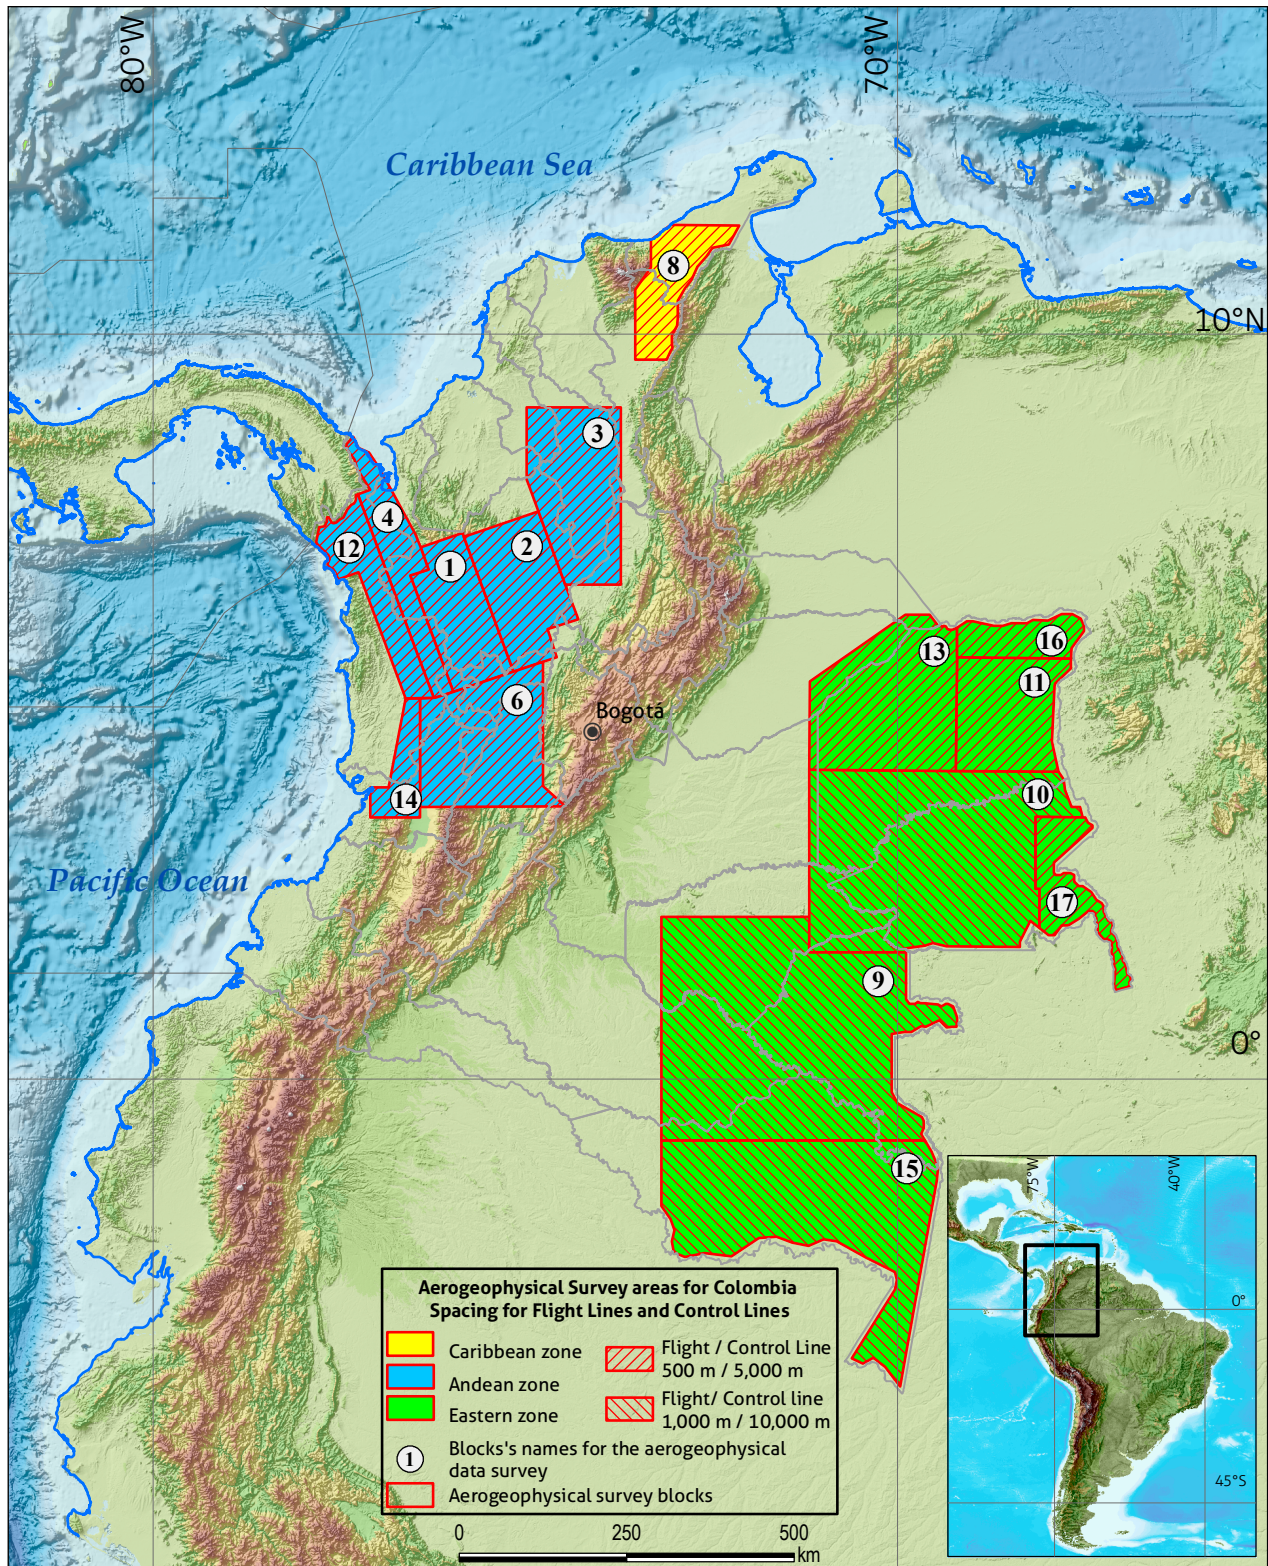 80°W
70°W
Caribbean Sea
8
10°N
3
4
12
2
1
16
13
11
6
Bogotá
10
14
Pacific Ocean
17
9
0°
15
75°W
40°W
0°
45°S
Aerogeophysical Survey areas for Colombia
Spacing for Flight Lines and Control Lines
Caribbean zone
Andean zone
Eastern zone
Flight / Control Line
500 m / 5,000 m
Flight/ Control line
1,000 m / 10,000 m
1
Blocks's names for the aerogeophysical
data survey
Aerogeophysical survey blocks
0 250 500
km